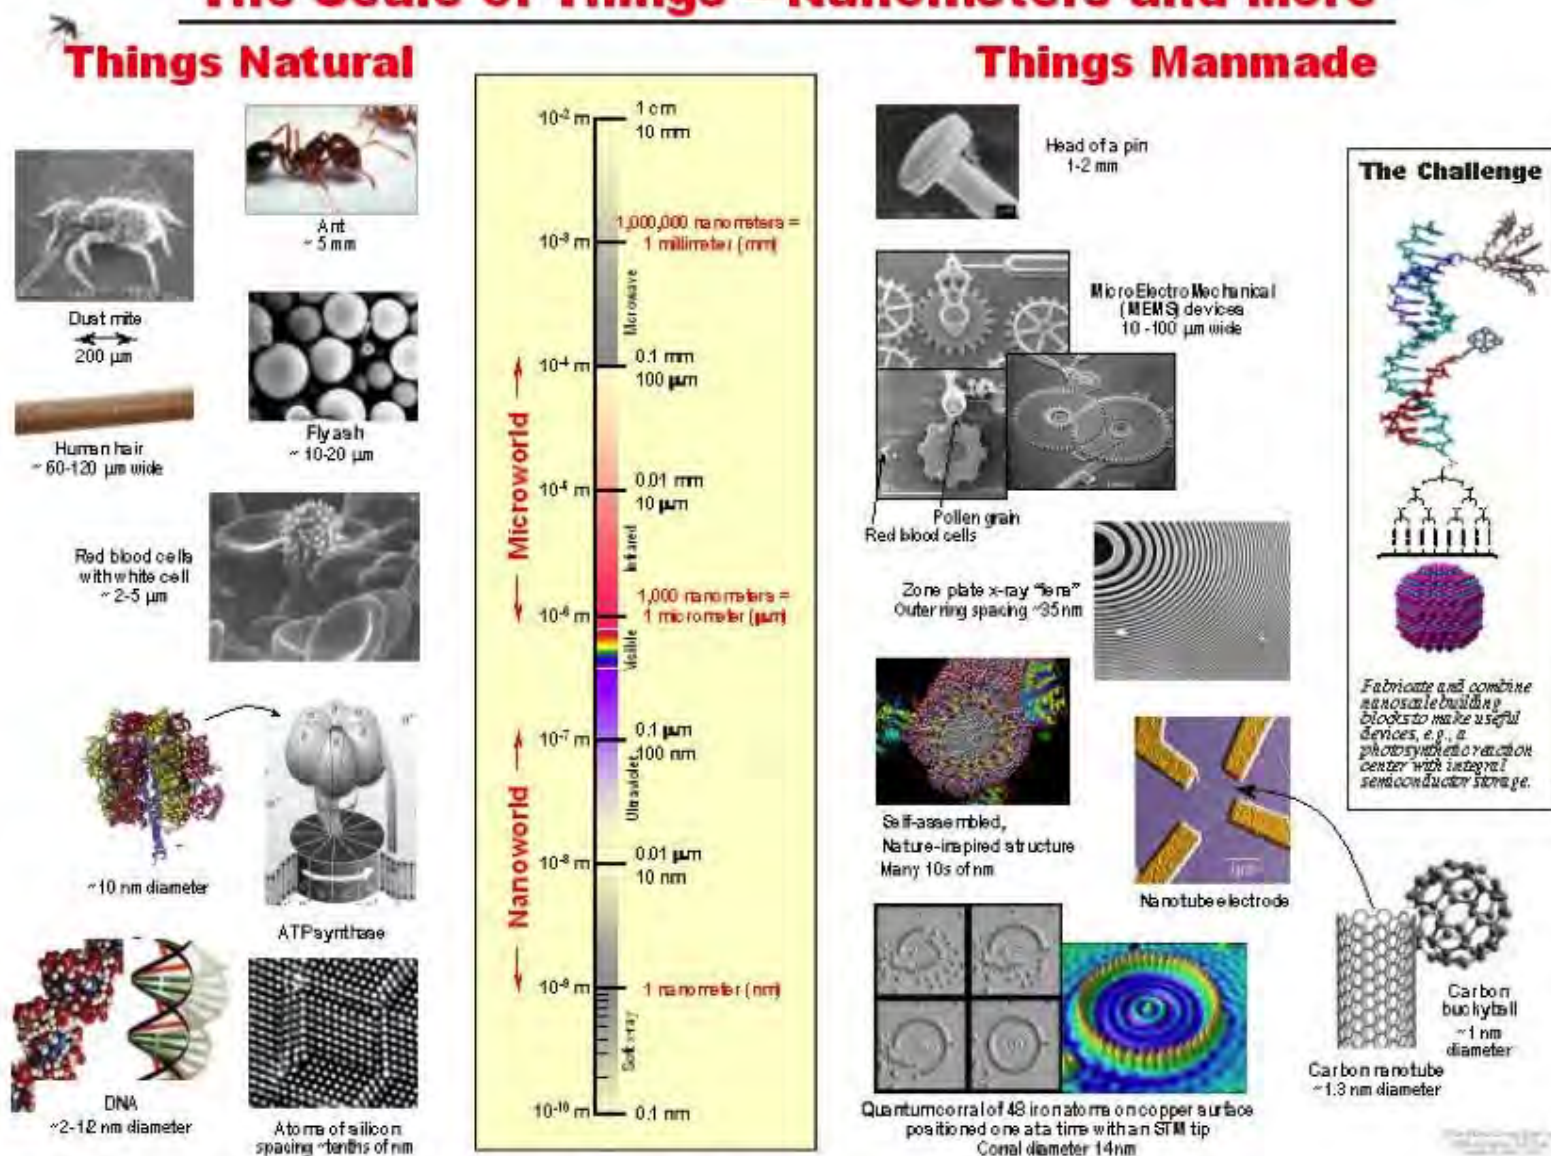 The Scale of Things – Nanometers and More
Things Natural
Things Manmade
Ant
~ 5 mm
Dust mite
200 µm
Human hair
~ 60-120 µm wide
Fly ash
~ 10-20 µm
Red blood cells
with white cell
~ 2-5 µm
~10 nm diameter
ATP synthase
DNA
~2-1/2 nm diameter
Atoms of silicon
spacing ~tenths of nm
10-2 m
1 cm
10 mm
1,000,000 nanometers =
10-3 m
1 millimeter (mm)
Microwave
10-4 m
0.1 mm
100 µm
Microworld
10-5 m
0.01 mm
10 µm
Infrared
1,000 nanometers =
10-6 m
1 micrometer (µm)
Visible
10-7 m
0.1 µm
100 nm
Ultraviolet
Nanoworld
10-8 m
0.01 µm
10 nm
10-9 m
1 nanometer (nm)
Soft x-ray
10-10 m
0.1 nm
Head of a pin
1-2 mm
MicroElectroMechanical
(MEMS) devices
10 -100 µm wide
Pollen grain
Red blood cells
Zone plate x-ray "lens"
Outer ring spacing ~35 nm
Self-assembled,
Nature-inspired structure
Many 10s of nm
Nanotube electrode
Quantum corral of 48 iron atoms on copper surface
positioned one at a time with an STM tip
Corral diameter 14 nm
Carbon nanotube
~1.3 nm diameter
Carbon
buckyball
~1 nm
diameter
The Challenge
Fabricate and combine
nanoscale building
blocks to make useful
devices, e.g., a
photosynthetic reaction
center with integral
semiconductor storage.